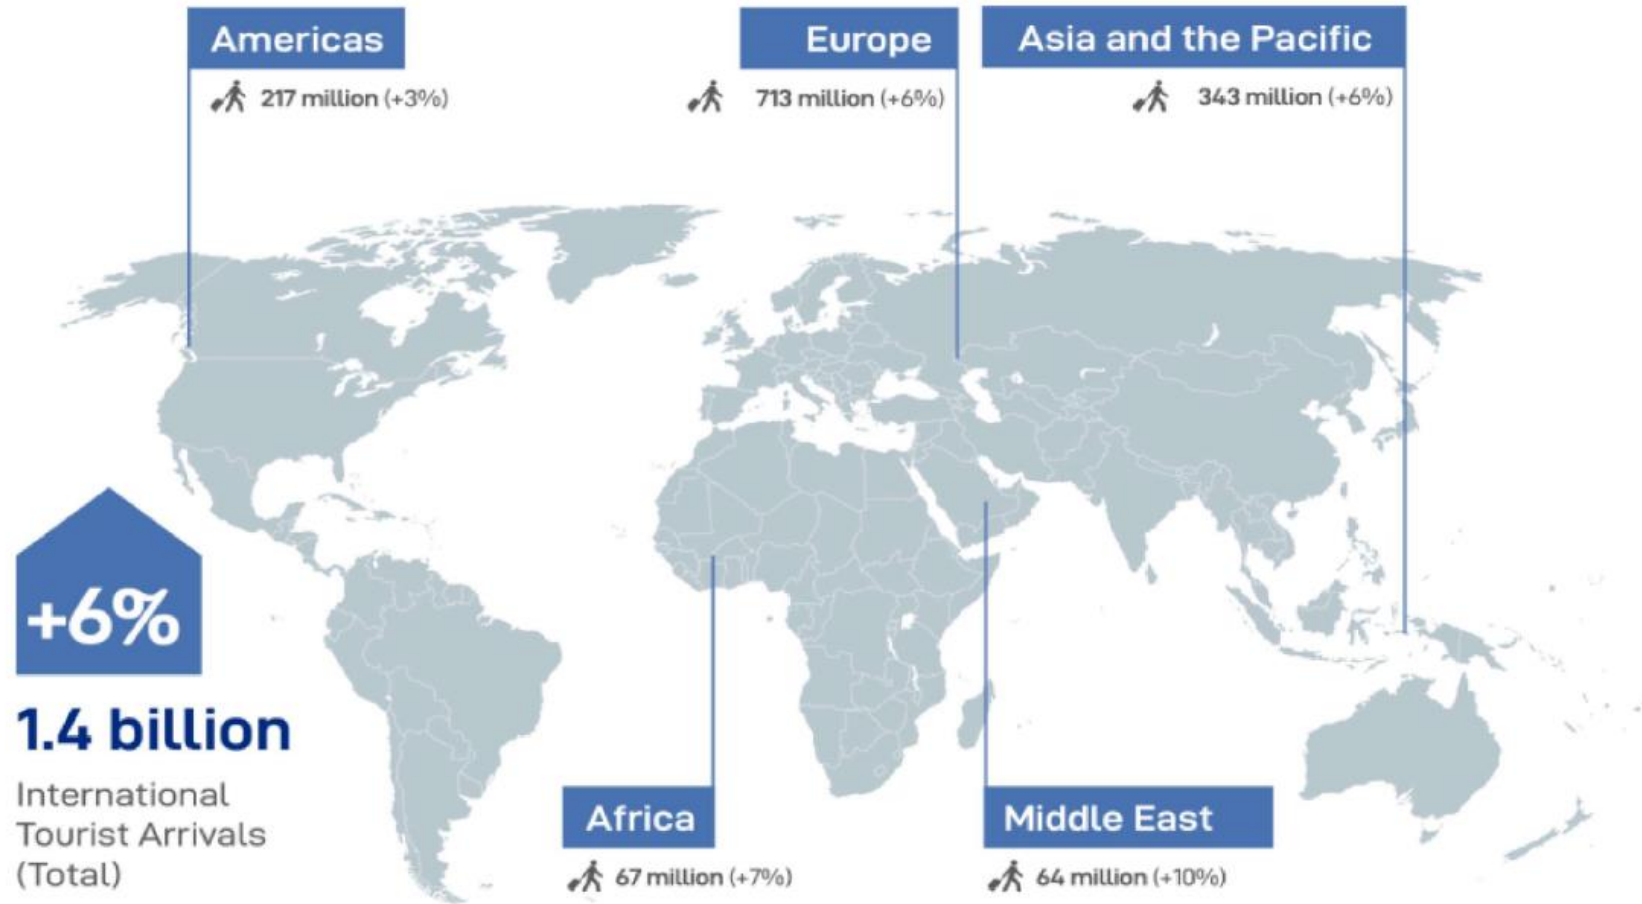 Americas
217 million (+3%)
Europe
713 million (+6%)
Asia and the Pacific
343 million (+6%)
+6%
1.4 billion
International
Tourist Arrivals
(Total)
Africa
67 million (+7%)
Middle East
64 million (+10%)